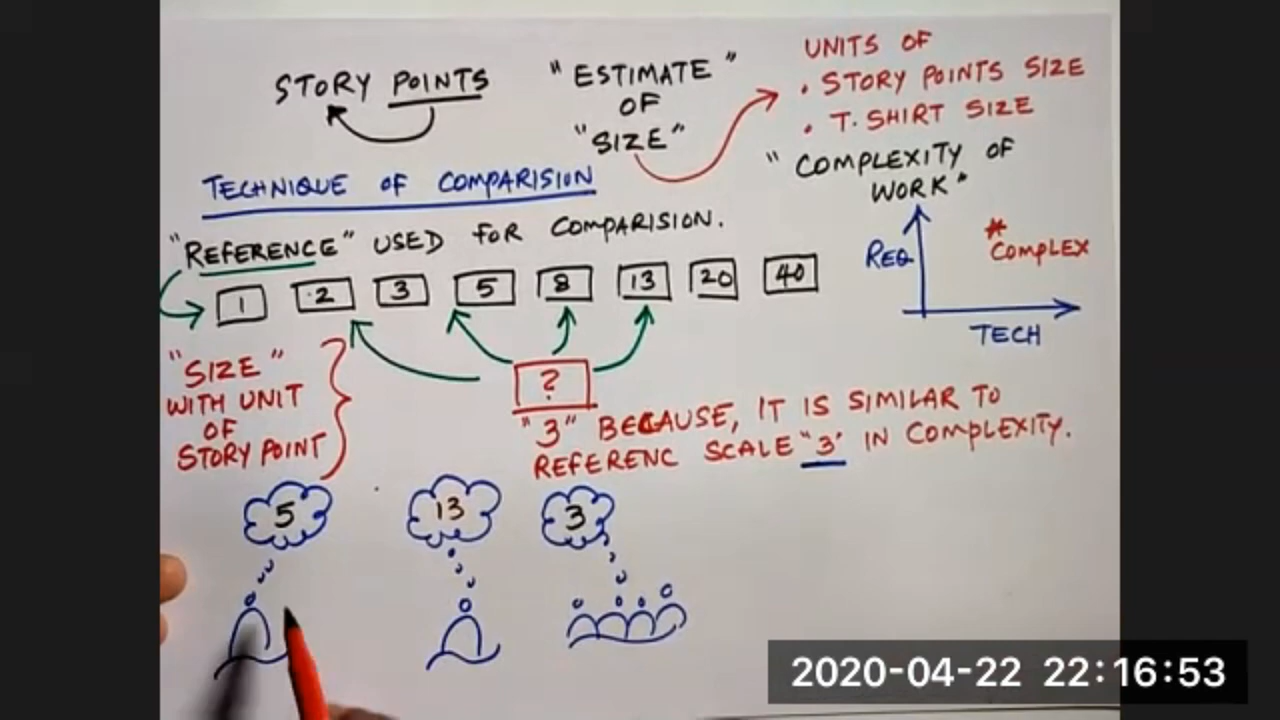 STORY POINTS
"ESTIMATE"
OF
"SIZE"
UNITS OF
. STORY POINTS SIZE
. T. SHIRT SIZE
"COMPLEXITY OF
WORK"
TECHNIQUE OF COMPARISION
"REFERENCE" USED FOR COMPARISION.
1 2 3 5 8 13 20 40
REQ
* COMPLEX
TECH
"SIZE"
WITH UNIT
OF
STORY POINT
?
"3" BECAUSE, IT IS SIMILAR TO
REFERENC SCALE "3" IN COMPLEXITY.
5 13 3
2020-04-22 22:16:53